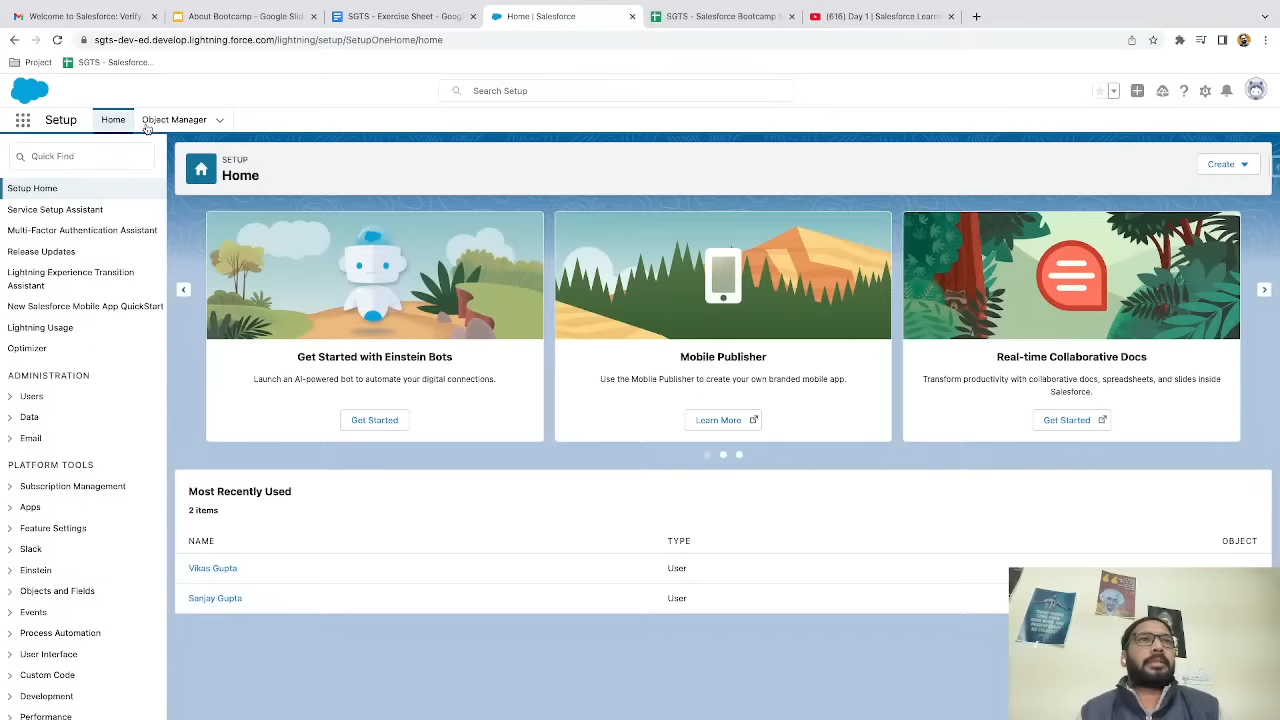 Welcome to Salesforce: Verify
About Bootcamp - Google Slid
SGTS - Exercise Sheet - Google
Home | Salesforce
SGTS - Salesforce Bootcamp S
(616) Day 1 | Salesforce Learn
sgts-dev-ed.develop.lightning.force.com/lightning/setup/SetupOneHome/home
Project
SGTS - Salesforce...
Search Setup
Setup
Home
Object Manager
Quick Find
SETUP
Home
Create
Setup Home
Service Setup Assistant
Multi-Factor Authentication Assistant
Release Updates
Lightning Experience Transition
Assistant
New Salesforce Mobile App QuickStart
Lightning Usage
Optimizer
ADMINISTRATION
Users
Data
Email
PLATFORM TOOLS
Subscription Management
Apps
Feature Settings
Slack
Einstein
Objects and Fields
Events
Process Automation
User Interface
Custom Code
Development
Performance
Get Started with Einstein Bots
Launch an AI-powered bot to automate your digital connections.
Get Started
Mobile Publisher
Use the Mobile Publisher to create your own branded mobile app.
Learn More
Real-time Collaborative Docs
Transform productivity with collaborative docs, spreadsheets, and slides inside
Salesforce.
Get Started
Most Recently Used
2 items
NAME
TYPE
OBJECT
Vikas Gupta
User
Sanjay Gupta
User